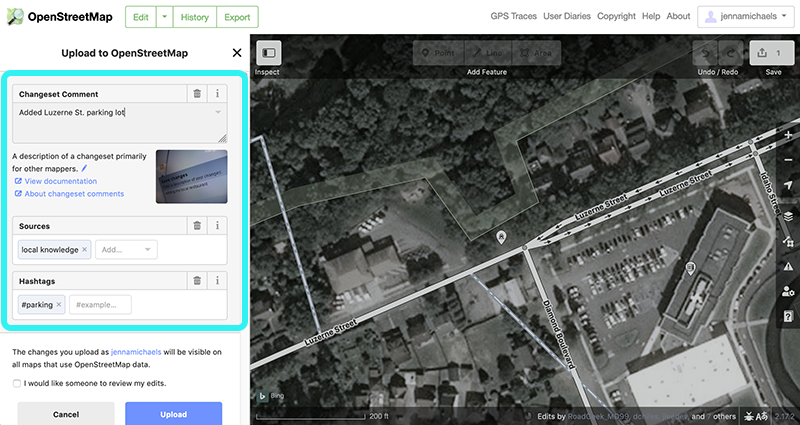 OpenStreetMap
Edit
History
Export
GPS Traces
User Diaries
Copyright
Help
About
jennamichaels
Upload to OpenStreetMap
Changeset Comment
Added Luzerne St. parking lot
A description of a changeset primarily
for other mappers.
View documentation
About changeset comments
Sources
local knowledge
Add...
Hashtags
#parking
#example...
The changes you upload as jennamichaels will be visible on
all maps that use OpenStreetMap data.
I would like someone to review my edits.
Cancel
Upload
Inspect
Point
Line
Area
Add Feature
Undo / Redo
1
Save
Luzerne Street
Luzerne Street
Idaho Street
Luzerne Street
Diamond Boulevard
Bing
200 ft
Edits by RoadGeek_MD99, and 7 others
2.17.2